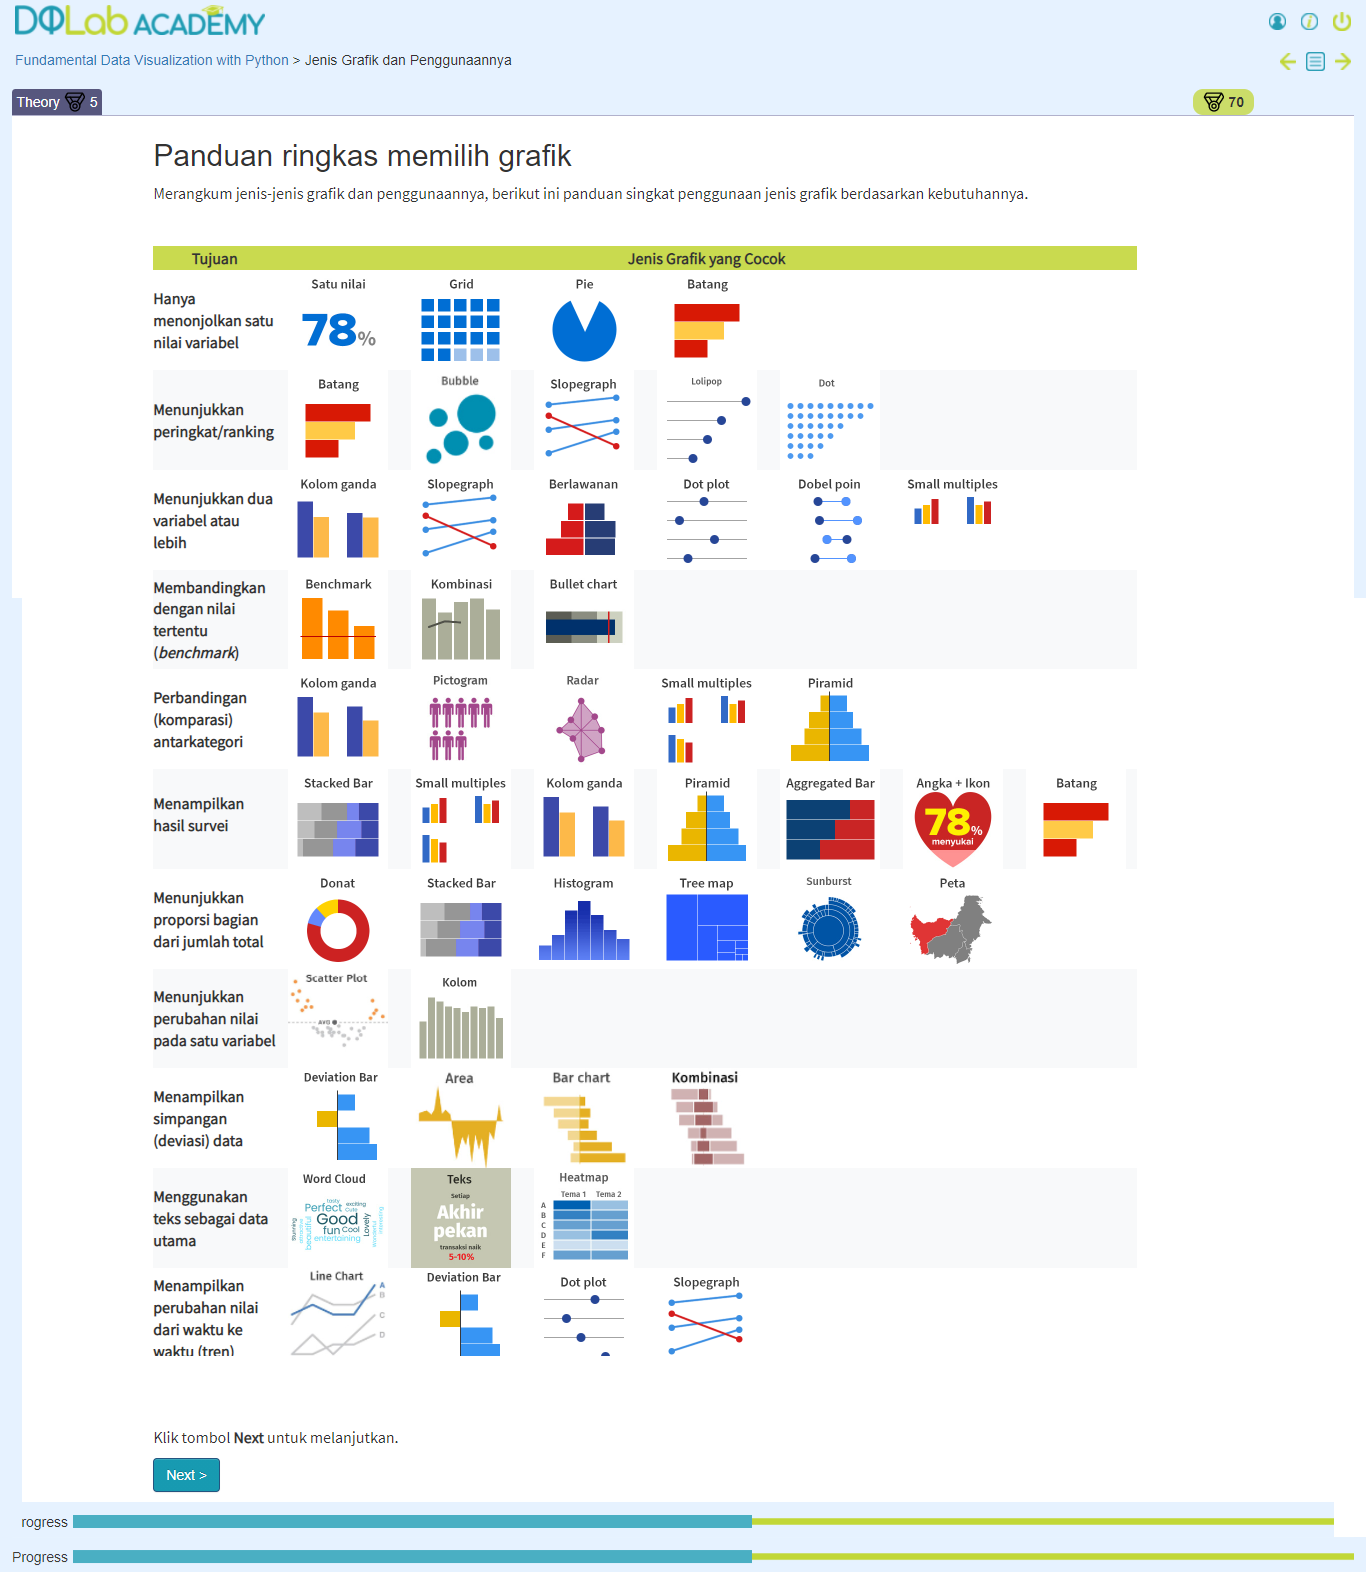 DQLab ACADEMY
Fundamental Data Visualization with Python > Jenis Grafik dan Penggunaannya
Theory 5
70
Panduan ringkas memilih grafik
Merangkum jenis-jenis grafik dan penggunaannya, berikut ini panduan singkat penggunaan jenis grafik berdasarkan kebutuhannya.
Tujuan Jenis Grafik yang Cocok
Hanya
menonjolkan satu
nilai variabel
Satu nilai Grid Pie Batang
78%
Menunjukkan
peringkat/ranking
Batang Bubble Slopegraph Lolipop Dot
Menunjukkan dua
variabel atau
lebih
Kolom ganda Slopegraph Berlawanan Dot plot Dobel poin Small multiples
Membandingkan
dengan nilai
tertentu
(benchmark)
Benchmark Kombinasi Bullet chart
Perbandingan
(komparasi)
antarkategori
Kolom ganda Pictogram Radar Small multiples Piramid
Menampilkan
hasil survei
Stacked Bar Small multiples Kolom ganda Piramid Aggregated Bar Angka + Ikon Batang
78%
menyukai
Menunjukkan
proporsi bagian
dari jumlah total
Donat Stacked Bar Histogram Tree map Sunburst Peta
Menunjukkan
perubahan nilai
pada satu variabel
Scatter Plot Kolom
AVG
Menampilkan
simpangan
(deviasi) data
Deviation Bar Area Bar chart Kombinasi
Menggunakan
teks sebagai data
utama
Word Cloud Teks Heatmap
tasty
Perfect exciting
Cute
Good
fun Cool
entertaining
Stunning
attractive
beautiful
Lovely
Wonderful
interesting
Setiap
Akhir
pekan
transaksi naik
5-10%
Tema 1 Tema 2
A
B
C
D
E
F
Menampilkan
perubahan nilai
dari waktu ke
waktu (tren)
Line Chart Deviation Bar Dot plot Slopegraph
A
B
C
D
Klik tombol Next untuk melanjutkan.
Next >
rogress
Progress